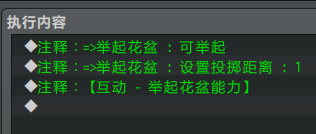 执行内容
◆注释：=>举起花盆 : 可举起
◆注释：=>举起花盆 : 设置投掷距离 : 1
◆注释：【互动 - 举起花盆能力】
◆